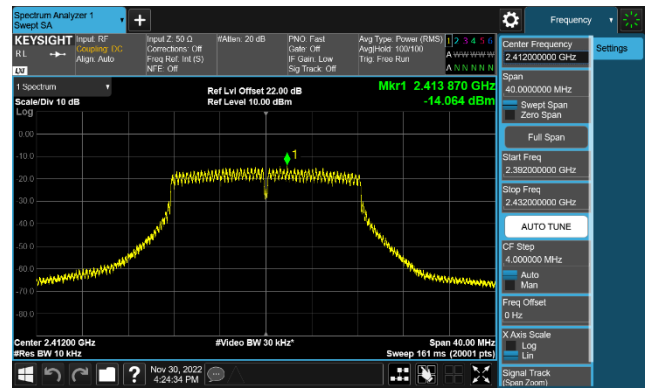 Spectrum Analyzer 1
Swept SA
+
Frequency
KEYSIGHT
RL
LXI
Input: RF
Coupling: DC
Align: Auto
Input Z: 50 Ω
Corrections: Off
Freq Ref: Int (S)
NFE: Off
#Atten: 20 dB
PNO: Fast
Gate: Off
IF Gain: Low
Sig Track: Off
Avg Type: Power (RMS)
Avg|Hold: 100/100
Trig: Free Run
1 2 3 4 5 6
A W W W W W
A N N N N N
Center Frequency
2.412000000 GHz
Settings
Span
40.0000000 MHz
Swept Span
Zero Span
Full Span
Start Freq
2.392000000 GHz
Stop Freq
2.432000000 GHz
AUTO TUNE
CF Step
4.000000 MHz
Auto
Man
Freq Offset
0 Hz
X Axis Scale
Log
Lin
Signal Track
(Span Zoom)
1 Spectrum
Scale/Div 10 dB
Log
Ref Lvl Offset 22.00 dB
Ref Level 10.00 dBm
Mkr1 2.413 870 GHz
-14.064 dBm
1
0.00
-10.0
-20.0
-30.0
-40.0
-50.0
-60.0
-70.0
-80.0
Center 2.41200 GHz
#Res BW 10 kHz
#Video BW 30 kHz*
Span 40.00 MHz
Sweep 161 ms (20001 pts)
?
Nov 30, 2022
4:24:34 PM